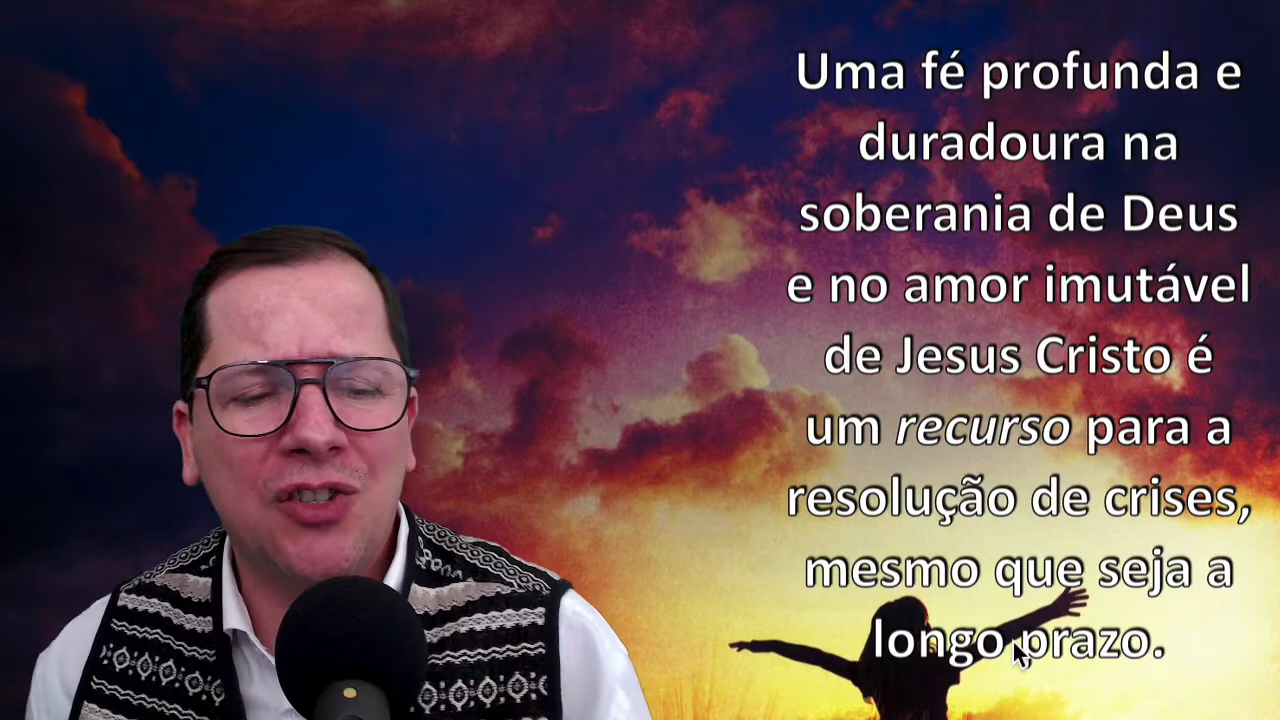 Uma fé profunda e
duradoura na
soberania de Deus
e no amor imutável
de Jesus Cristo é
um recurso para a
resolução de crises,
mesmo que seja a
longo prazo.